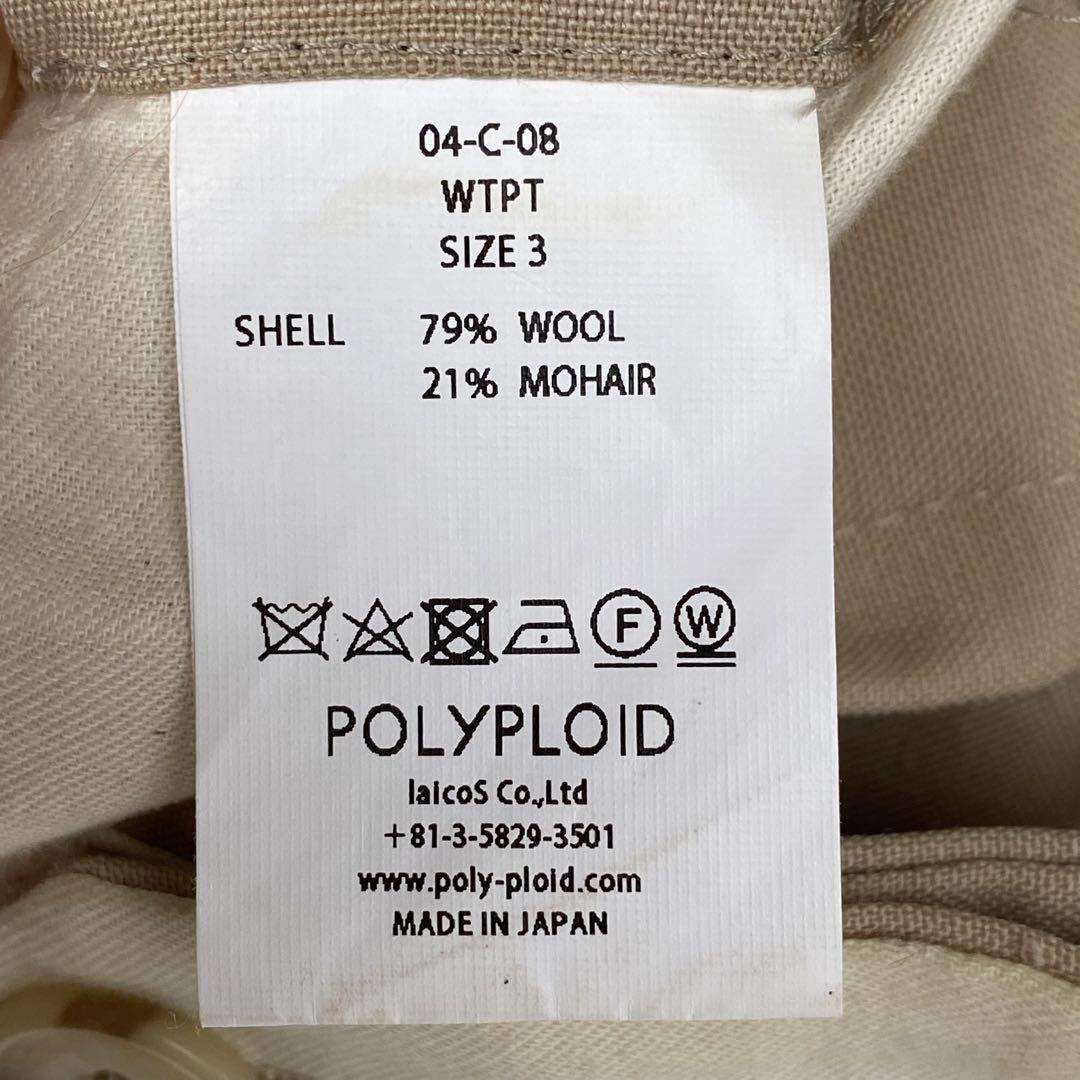 04-C-08
WTPT
SIZE 3
SHELL 79% WOOL
21% MOHAIR
F W
POLYPLOID
laicoS Co.,Ltd
+81-3-5829-3501
www.poly-ploid.com
MADE IN JAPAN